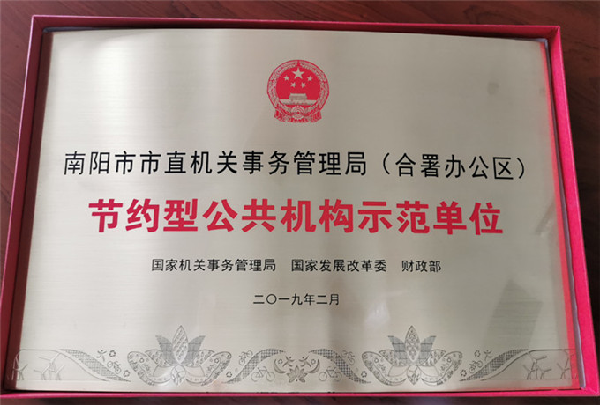 南阳市市直机关事务管理局（合署办公区）
节约型公共机构示范单位
国家机关事务管理局 国家发展改革委 财政部
二〇一九年二月